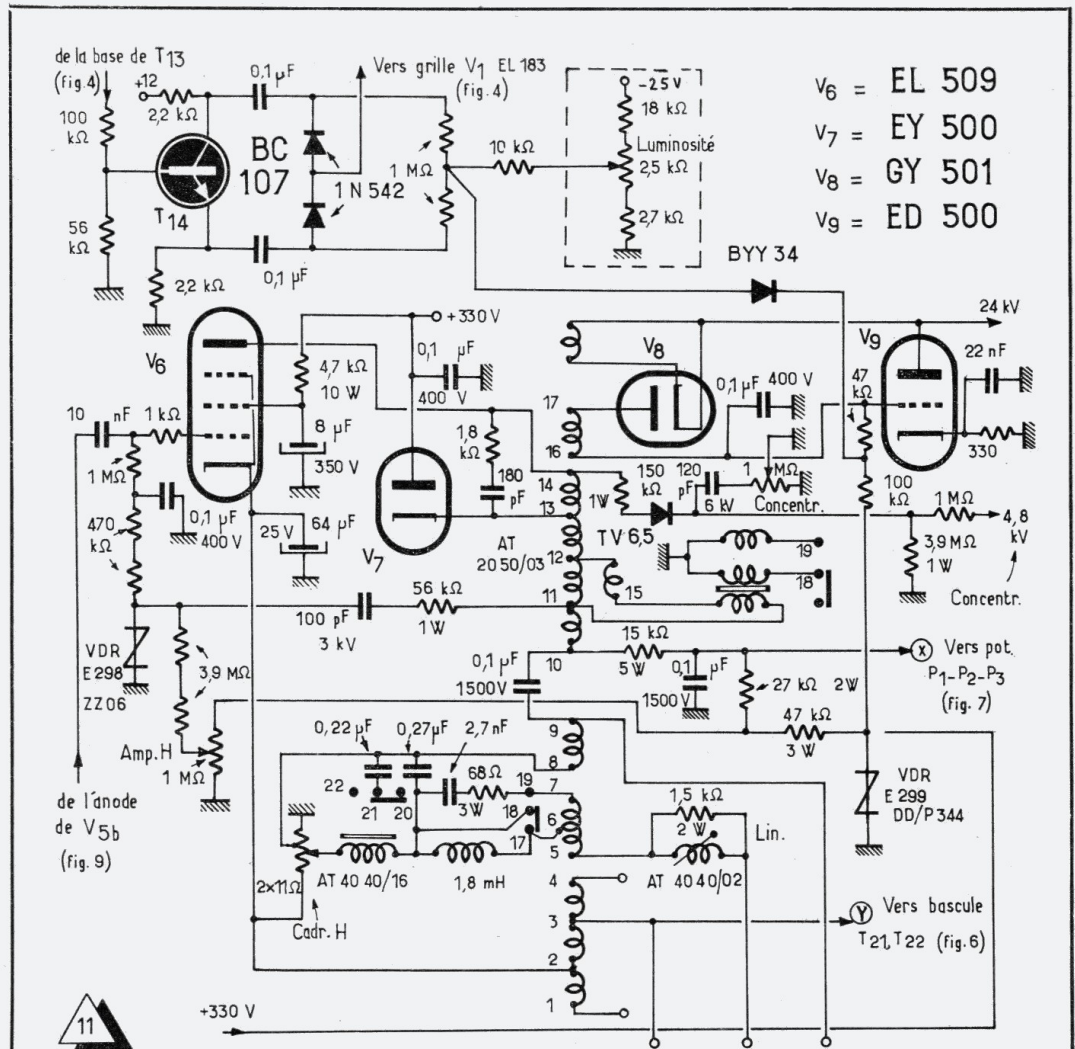 de la base de T13
(fig.4)
+12
2,2 kΩ
0,1 µF
Vers grille V1 EL 183
(fig. 4)
-25 V
18 kΩ
Luminosité
2,5 kΩ
2,7 kΩ
V6 = EL 509
V7 = EY 500
V8 = GY 501
V9 = ED 500
100
kΩ
BC
107
T14
1 N 542
1 MΩ
10 kΩ
56
kΩ
2,2 kΩ
0,1 µF
BYY 34
24 kV
+330 V
V6
V8
V9
22 nF
4,7 kΩ
10 W
0,1 µF
400 V
10 nF
1 kΩ
8 µF
350 V
1,8
kΩ
17
16
0,1 µF 400 V
47
kΩ
330
1 MΩ
180
pF
14
13
150
kΩ
1W
120
pF
6 kV
1 MΩ
Concentr.
100
kΩ
1 MΩ
4,8
kV
0,1 µF
400 V
25 V
64 µF
V7
470
kΩ
TV 6,5
AT
20 50/03
12
19
18
15
3,9 MΩ
1 W
Concentr.
11
56 kΩ
1 W
100 pF
3 kV
VDR
E 298
ZZ 06
3,9 MΩ
10
15 kΩ
5 W
0,1 µF
1500 V
0,1 µF
1500 V
X Vers pot.
P1-P2-P3
(fig. 7)
27 kΩ 2 W
47 kΩ
3 W
Amp. H
1 MΩ
0,22 µF
0,27 µF
2,7 nF
68 Ω
3 W
9
8
22
21
20
19
18
17
7
6
5
VDR
E 299
DD/P 344
de l'anode
de V5b
(fig. 9)
1,5 kΩ
2 W
Lin.
2x11Ω
AT 40 40/16
1,8 mH
AT 40 40/02
Cadr. H
4
3
2
1
Y Vers bascule
T21, T22 (fig. 6)
11
+330 V